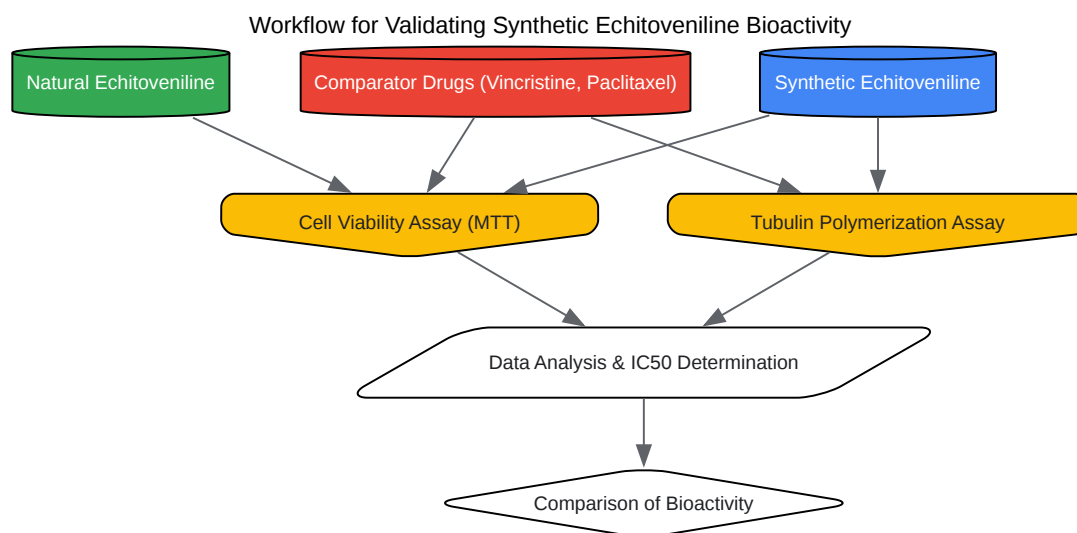 Workflow for Validating Synthetic Echitoveniline Bioactivity
Natural Echitoveniline
Comparator Drugs (Vincristine, Paclitaxel)
Synthetic Echitoveniline
Cell Viability Assay (MTT)
Tubulin Polymerization Assay
Data Analysis & IC50 Determination
Comparison of Bioactivity